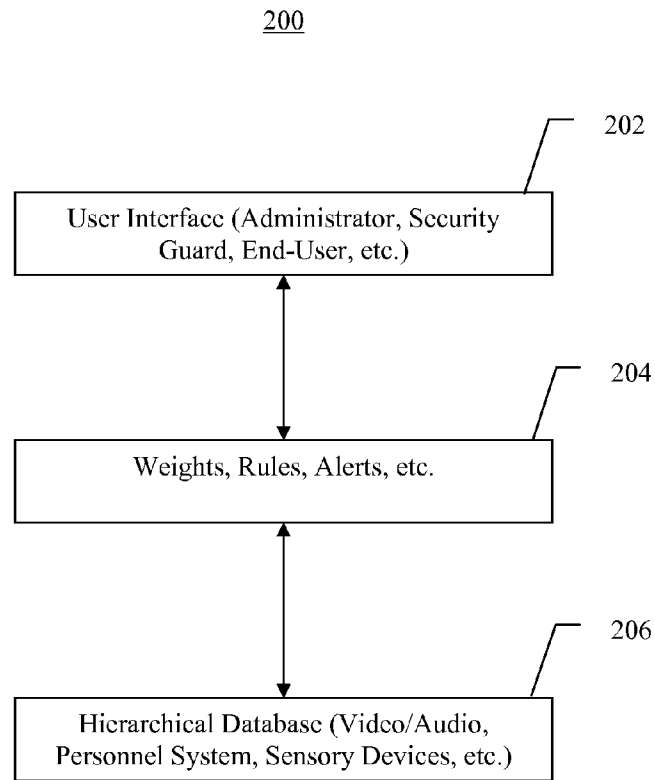 200
202
User Interface (Administrator, Security
Guard, End-User, etc.)
204
Weights, Rules, Alerts, etc.
206
Hierarchical Database (Video/Audio,
Personnel System, Sensory Devices, etc.)